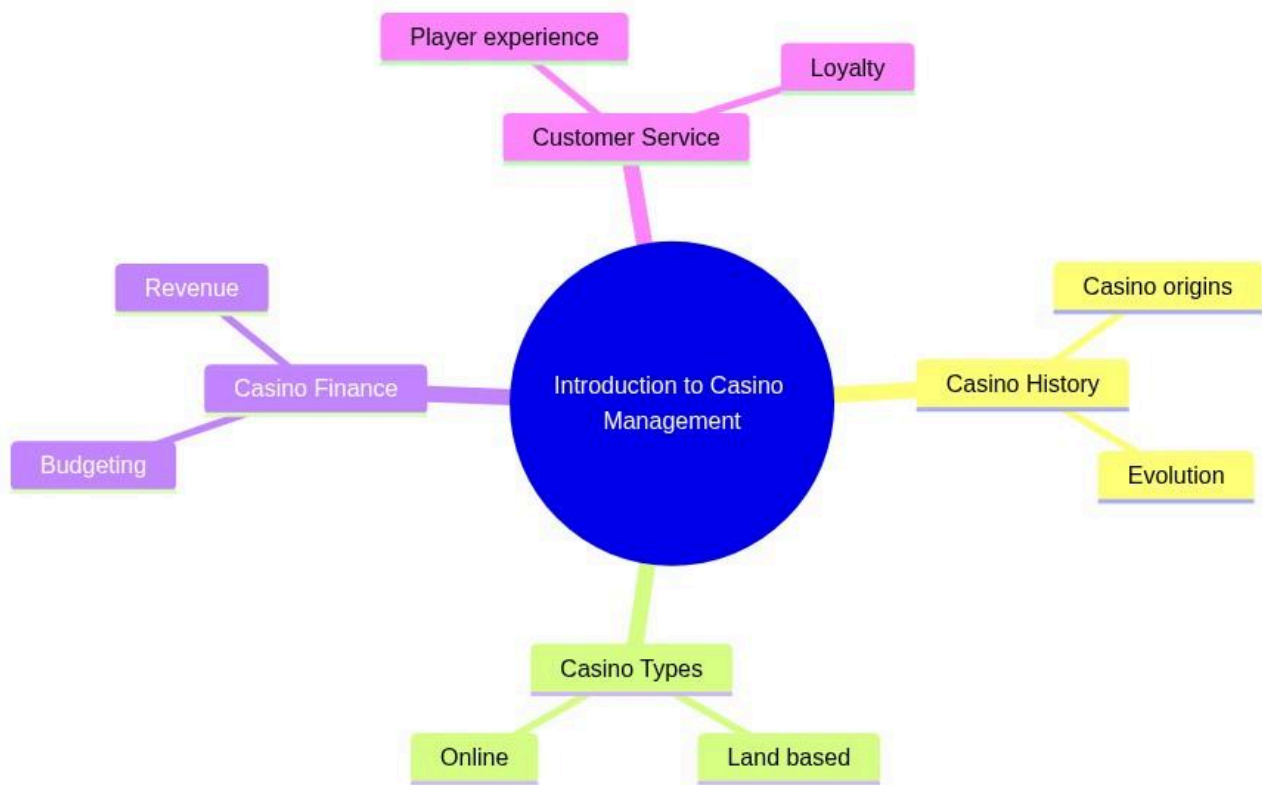 Player experience
Loyalty
Customer Service
Revenue
Casino Finance
Budgeting
Introduction to Casino
Management
Casino origins
Casino History
Evolution
Casino Types
Online
Land based